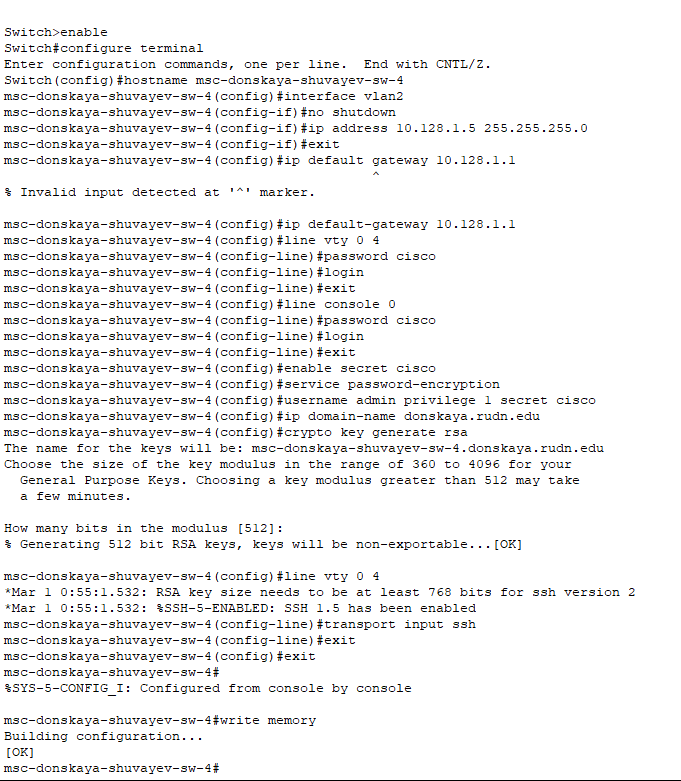 Switch>enable
Switch#configure terminal
Enter configuration commands, one per line.  End with CNTL/Z.
Switch(config)#hostname msc-donskaya-shuvayev-sw-4
msc-donskaya-shuvayev-sw-4(config)#interface vlan2
msc-donskaya-shuvayev-sw-4(config-if)#no shutdown
msc-donskaya-shuvayev-sw-4(config-if)#ip address 10.128.1.5 255.255.255.0
msc-donskaya-shuvayev-sw-4(config-if)#exit
msc-donskaya-shuvayev-sw-4(config)#ip default gateway 10.128.1.1
^
% Invalid input detected at '^' marker.
msc-donskaya-shuvayev-sw-4(config)#ip default-gateway 10.128.1.1
msc-donskaya-shuvayev-sw-4(config)#line vty 0 4
msc-donskaya-shuvayev-sw-4(config-line)#password cisco
msc-donskaya-shuvayev-sw-4(config-line)#login
msc-donskaya-shuvayev-sw-4(config-line)#exit
msc-donskaya-shuvayev-sw-4(config)#line console 0
msc-donskaya-shuvayev-sw-4(config-line)#password cisco
msc-donskaya-shuvayev-sw-4(config-line)#login
msc-donskaya-shuvayev-sw-4(config-line)#exit
msc-donskaya-shuvayev-sw-4(config)#enable secret cisco
msc-donskaya-shuvayev-sw-4(config)#service password-encryption
msc-donskaya-shuvayev-sw-4(config)#username admin privilege 1 secret cisco
msc-donskaya-shuvayev-sw-4(config)#ip domain-name donskaya.rudn.edu
msc-donskaya-shuvayev-sw-4(config)#crypto key generate rsa
The name for the keys will be: msc-donskaya-shuvayev-sw-4.donskaya.rudn.edu
Choose the size of the key modulus in the range of 360 to 4096 for your
General Purpose Keys. Choosing a key modulus greater than 512 may take
a few minutes.
How many bits in the modulus [512]:
% Generating 512 bit RSA keys, keys will be non-exportable...[OK]
msc-donskaya-shuvayev-sw-4(config)#line vty 0 4
*Mar 1 0:55:1.532: RSA key size needs to be at least 768 bits for ssh version 2
*Mar 1 0:55:1.532: %SSH-5-ENABLED: SSH 1.5 has been enabled
msc-donskaya-shuvayev-sw-4(config-line)#transport input ssh
msc-donskaya-shuvayev-sw-4(config-line)#exit
msc-donskaya-shuvayev-sw-4(config)#exit
msc-donskaya-shuvayev-sw-4#
%SYS-5-CONFIG_I: Configured from console by console
msc-donskaya-shuvayev-sw-4#write memory
Building configuration...
[OK]
msc-donskaya-shuvayev-sw-4#